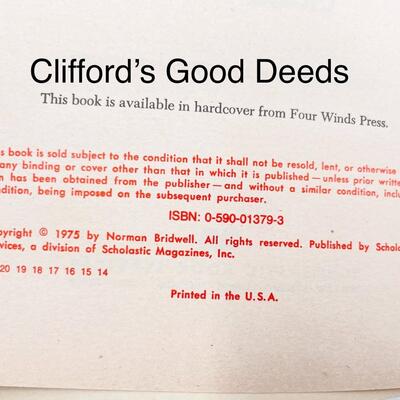 Clifford's Good Deeds
This book is available in hardcover from Four Winds Press.
s book is sold subject to the condition that it shall not be resold, lent, or otherwise
any binding or cover other than that in which it is published—unless prior writte
n has been obtained from the publisher—and without a similar condition, inclu
dition, being imposed on the subsequent purchaser.
ISBN: 0-590-01379-3
opyright © 1975 by Norman Bridwell. All rights reserved. Published by Schola
rvices, a division of Scholastic Magazines, Inc.
20 19 18 17 16 15 14
Printed in the U.S.A.